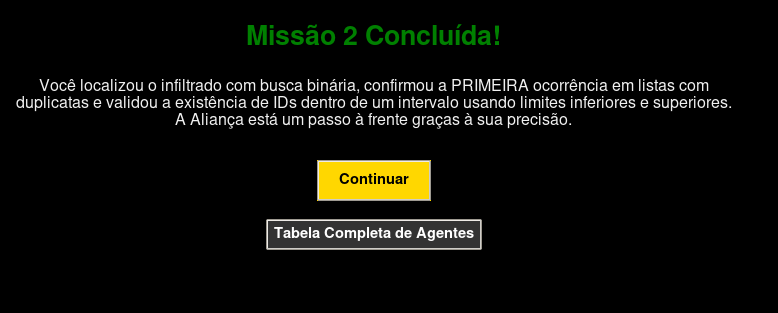 Missão 2 Concluída!
Você localizou o infiltrado com busca binária, confirmou a PRIMEIRA ocorrência em listas com
duplicatas e validou a existência de IDs dentro de um intervalo usando limites inferiores e superiores.
A Aliança está um passo à frente graças à sua precisão.
Continuar
Tabela Completa de Agentes